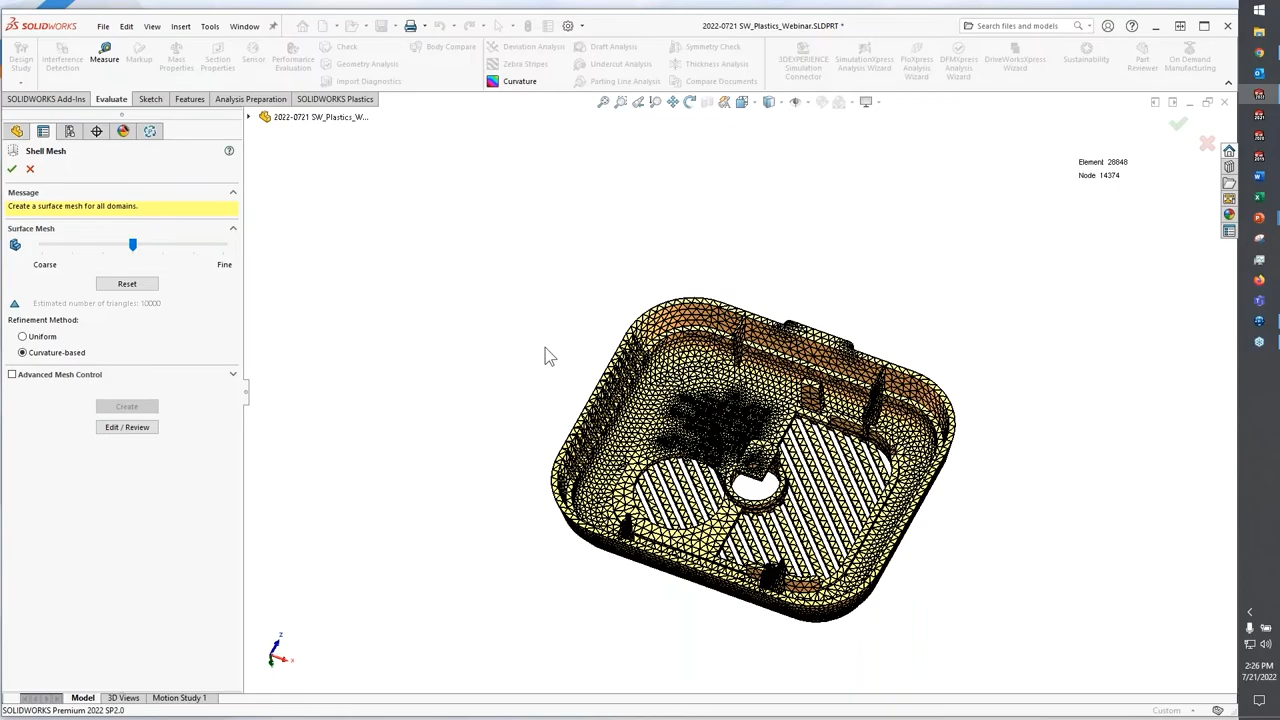 SOLIDWORKS File Edit View Insert Tools Window 2022-0721 SW_Plastics_Webinar.SLDPRT * Search files and models
Design Study
Interference Detection
Measure
Markup
Mass Properties
Section Properties
Sensor
Performance Evaluation
Check
Geometry Analysis
Import Diagnostics
Body Compare
Deviation Analysis
Zebra Stripes
Curvature
Draft Analysis
Undercut Analysis
Parting Line Analysis
Symmetry Check
Thickness Analysis
Compare Documents
3DEXPERIENCE Simulation Connector
SimulationXpress Analysis Wizard
FloXpress Analysis Wizard
DFMXpress Analysis Wizard
DriveWorksXpress Wizard
Sustainability
Part Reviewer
On Demand Manufacturing
SOLIDWORKS Add-Ins Evaluate Sketch Features Analysis Preparation SOLIDWORKS Plastics
2022-0721 SW_Plastics_W...
Shell Mesh
Message
Create a surface mesh for all domains.
Surface Mesh
Coarse Fine
Reset
Estimated number of triangles: 10000
Refinement Method:
Uniform
Curvature-based
Advanced Mesh Control
Create
Edit / Review
Element 28848
Node 14374
z
x
Model 3D Views Motion Study 1
SOLIDWORKS Premium 2022 SP2.0
Custom
2:26 PM
7/21/2022